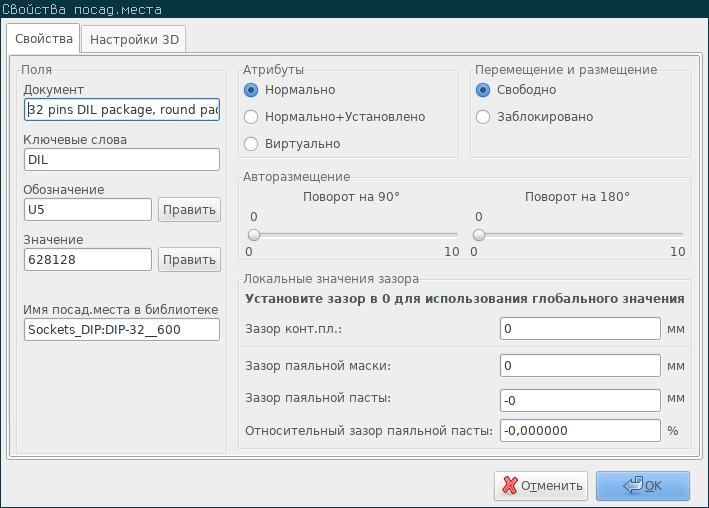 Свойства посад.места
Свойства
Настройки 3D
Поля
Документ
32 pins DIL package, round pac
Ключевые слова
DIL
Обозначение
U5
Править
Значение
628128
Править
Имя посад.места в библиотеке
Sockets_DIP:DIP-32__600
Атрибуты
Нормально
Нормально+Установлено
Виртуально
Перемещение и размещение
Свободно
Заблокировано
Авторазмещение
Поворот на 90°
0
0 10
Поворот на 180°
0
0 10
Локальные значения зазора
Установите зазор в 0 для использования глобального значения
Зазор конт.пл.: 0 мм
Зазор паяльной маски: 0 мм
Зазор паяльной пасты: -0 мм
Относительный зазор паяльной пасты: -0,000000 %
Отменить
OK